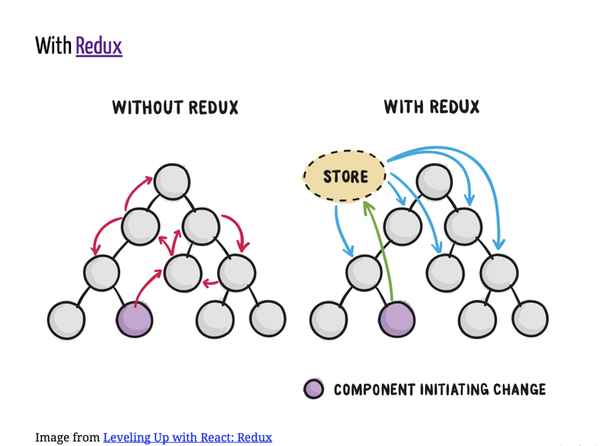 With Redux
WITHOUT REDUX
WITH REDUX
STORE
COMPONENT INITIATING CHANGE
Image from Leveling Up with React: Redux